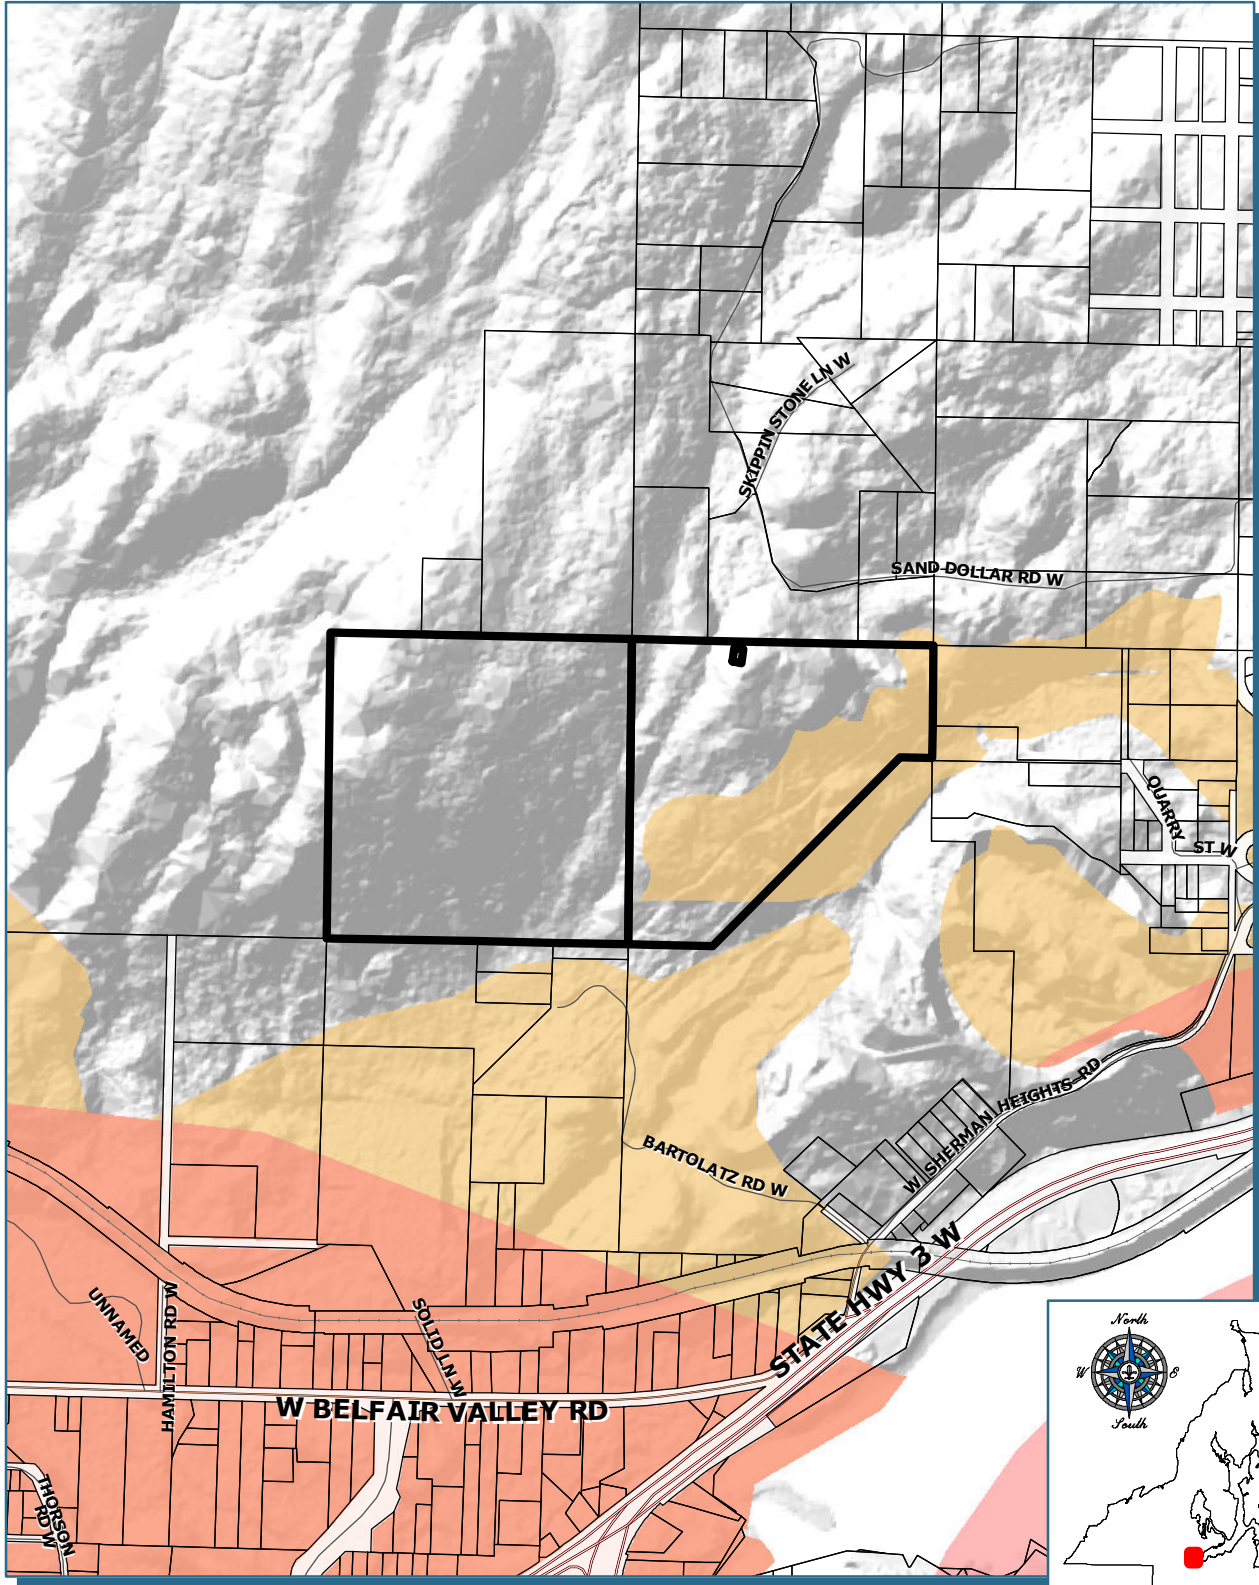 SKIPPIN STONE LN W
SAND DOLLAR RD W
QUARRY
ST W
W SHERMAN HEIGHTS RD
BARTOLATZ RD W
STATE HWY 3 W
UNNAMED
HAMILTON RD W
SOLID LN W
W BELFAIR VALLEY RD
THORSON
RD W
North
W
E
South